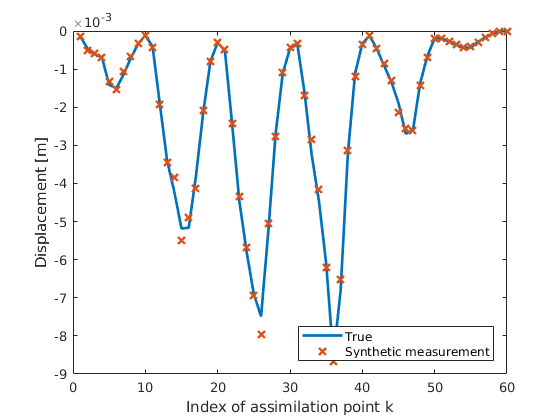 ×10⁻³
0
-1
-2
-3
-4
-5
-6
-7
-8
-9
Displacement [m]
True
Synthetic measurement
0 10 20 30 40 50 60
Index of assimilation point k